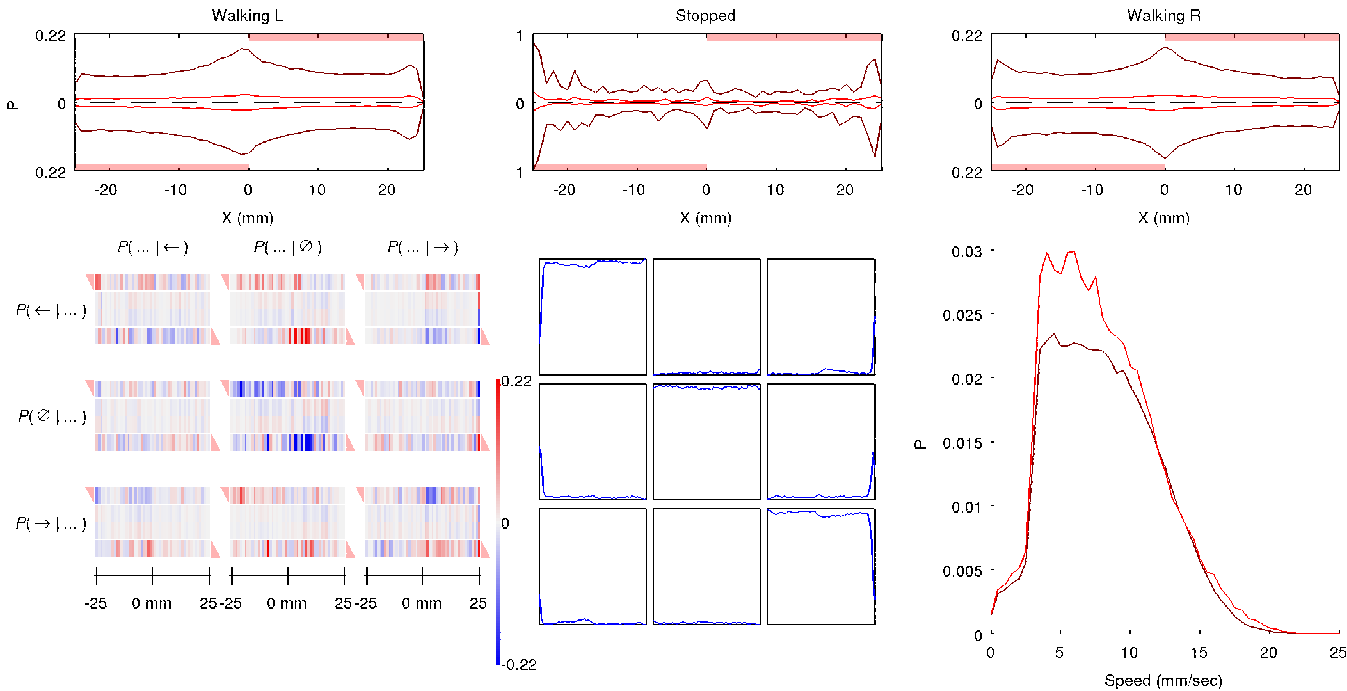 Walking L
Stopped
Walking R
0.22
0
0.22
P
-20 -10 0 10 20
X (mm)
1
0
1
-20 -10 0 10 20
X (mm)
0.22
0
0.22
-20 -10 0 10 20
X (mm)
P( ... | ← )
P( ... | ∅ )
P( ... | → )
P( ← | ... )
P( ∅ | ... )
P( → | ... )
-25 0 mm 25
-25 0 mm 25
-25 0 mm 25
0.22
0
-0.22
0.03
0.025
0.02
0.015
0.01
0.005
0
P
0 5 10 15 20 25
Speed (mm/sec)